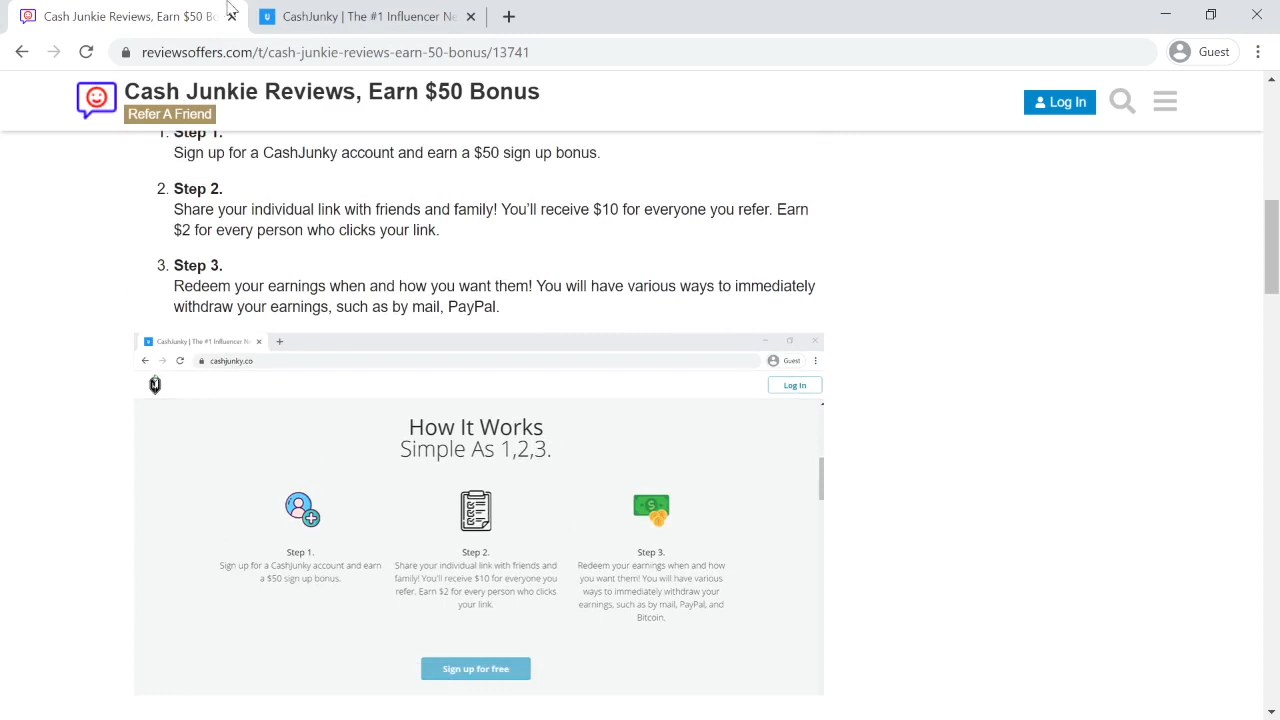 Cash Junkie Reviews, Earn $50 Bo
CashJunky | The #1 Influencer Ne
reviewsoffers.com/t/cash-junkie-reviews-earn-50-bonus/13741
Guest
Cash Junkie Reviews, Earn $50 Bonus
Refer A Friend
Log In
1. Step 1.
Sign up for a CashJunky account and earn a $50 sign up bonus.
2. Step 2.
Share your individual link with friends and family! You’ll receive $10 for everyone you refer. Earn
$2 for every person who clicks your link.
3. Step 3.
Redeem your earnings when and how you want them! You will have various ways to immediately
withdraw your earnings, such as by mail, PayPal.
CashJunky | The #1 Influencer Ne
cashjunky.co
Guest
Log In
How It Works
Simple As 1,2,3.
Step 1.
Sign up for a CashJunky account and earn
a $50 sign up bonus.
Step 2.
Share your individual link with friends and
family! You'll receive $10 for everyone you
refer. Earn $2 for every person who clicks
your link.
Step 3.
Redeem your earnings when and how
you want them! You will have various
ways to immediately withdraw your
earnings, such as by mail, PayPal, and
Bitcoin.
Sign up for free